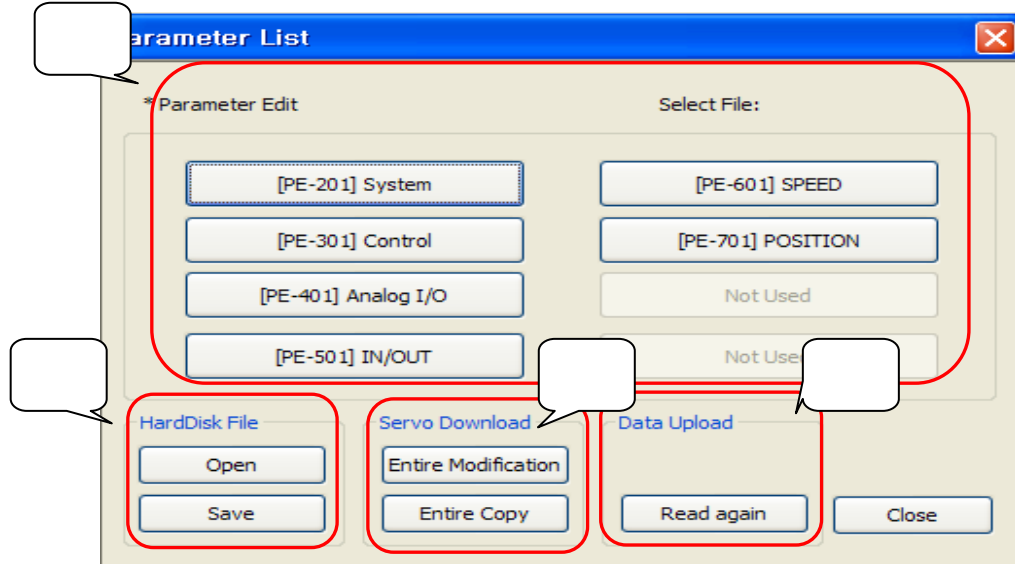 arameter List
* Parameter Edit
Select File:
[PE-201] System
[PE-601] SPEED
[PE-301] Control
[PE-701] POSITION
[PE-401] Analog I/O
Not Used
[PE-501] IN/OUT
Not Use
HardDisk File
Servo Download
Data Upload
Open
Entire Modification
Save
Entire Copy
Read again
Close